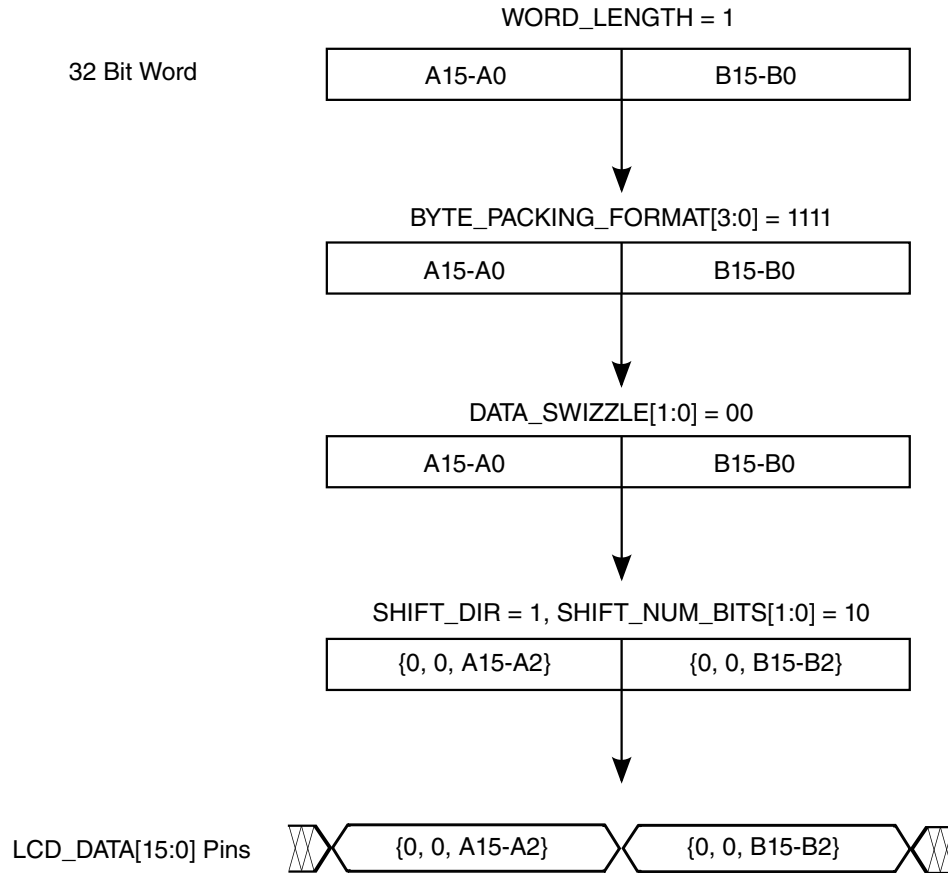 WORD_LENGTH = 1
32 Bit Word
A15-A0 B15-B0
BYTE_PACKING_FORMAT[3:0] = 1111
A15-A0 B15-B0
DATA_SWIZZLE[1:0] = 00
A15-A0 B15-B0
SHIFT_DIR = 1, SHIFT_NUM_BITS[1:0] = 10
{0, 0, A15-A2} {0, 0, B15-B2}
LCD_DATA[15:0] Pins {0, 0, A15-A2} {0, 0, B15-B2}